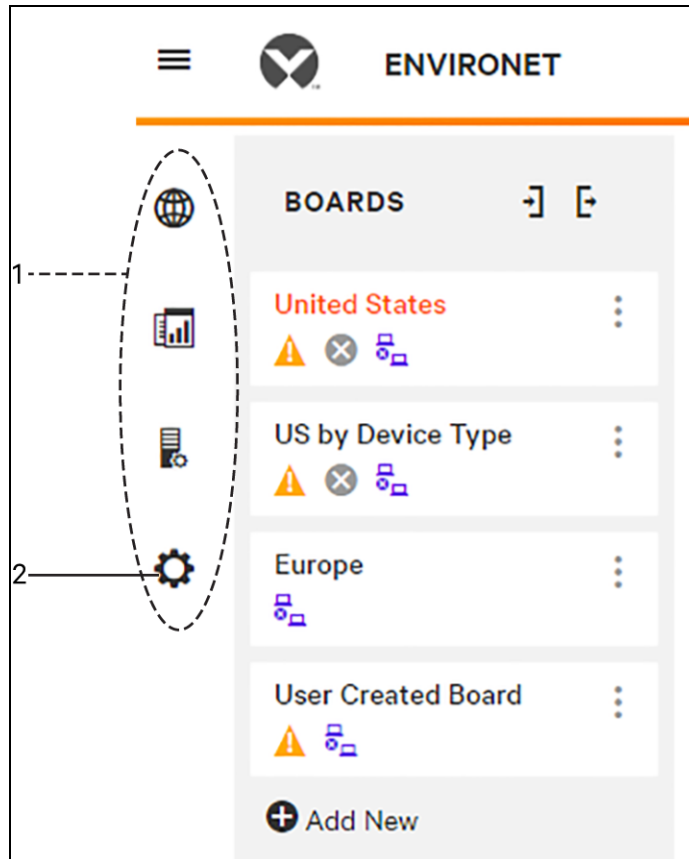 ENVIRONET
BOARDS
1
United States
US by Device Type
2
Europe
User Created Board
Add New